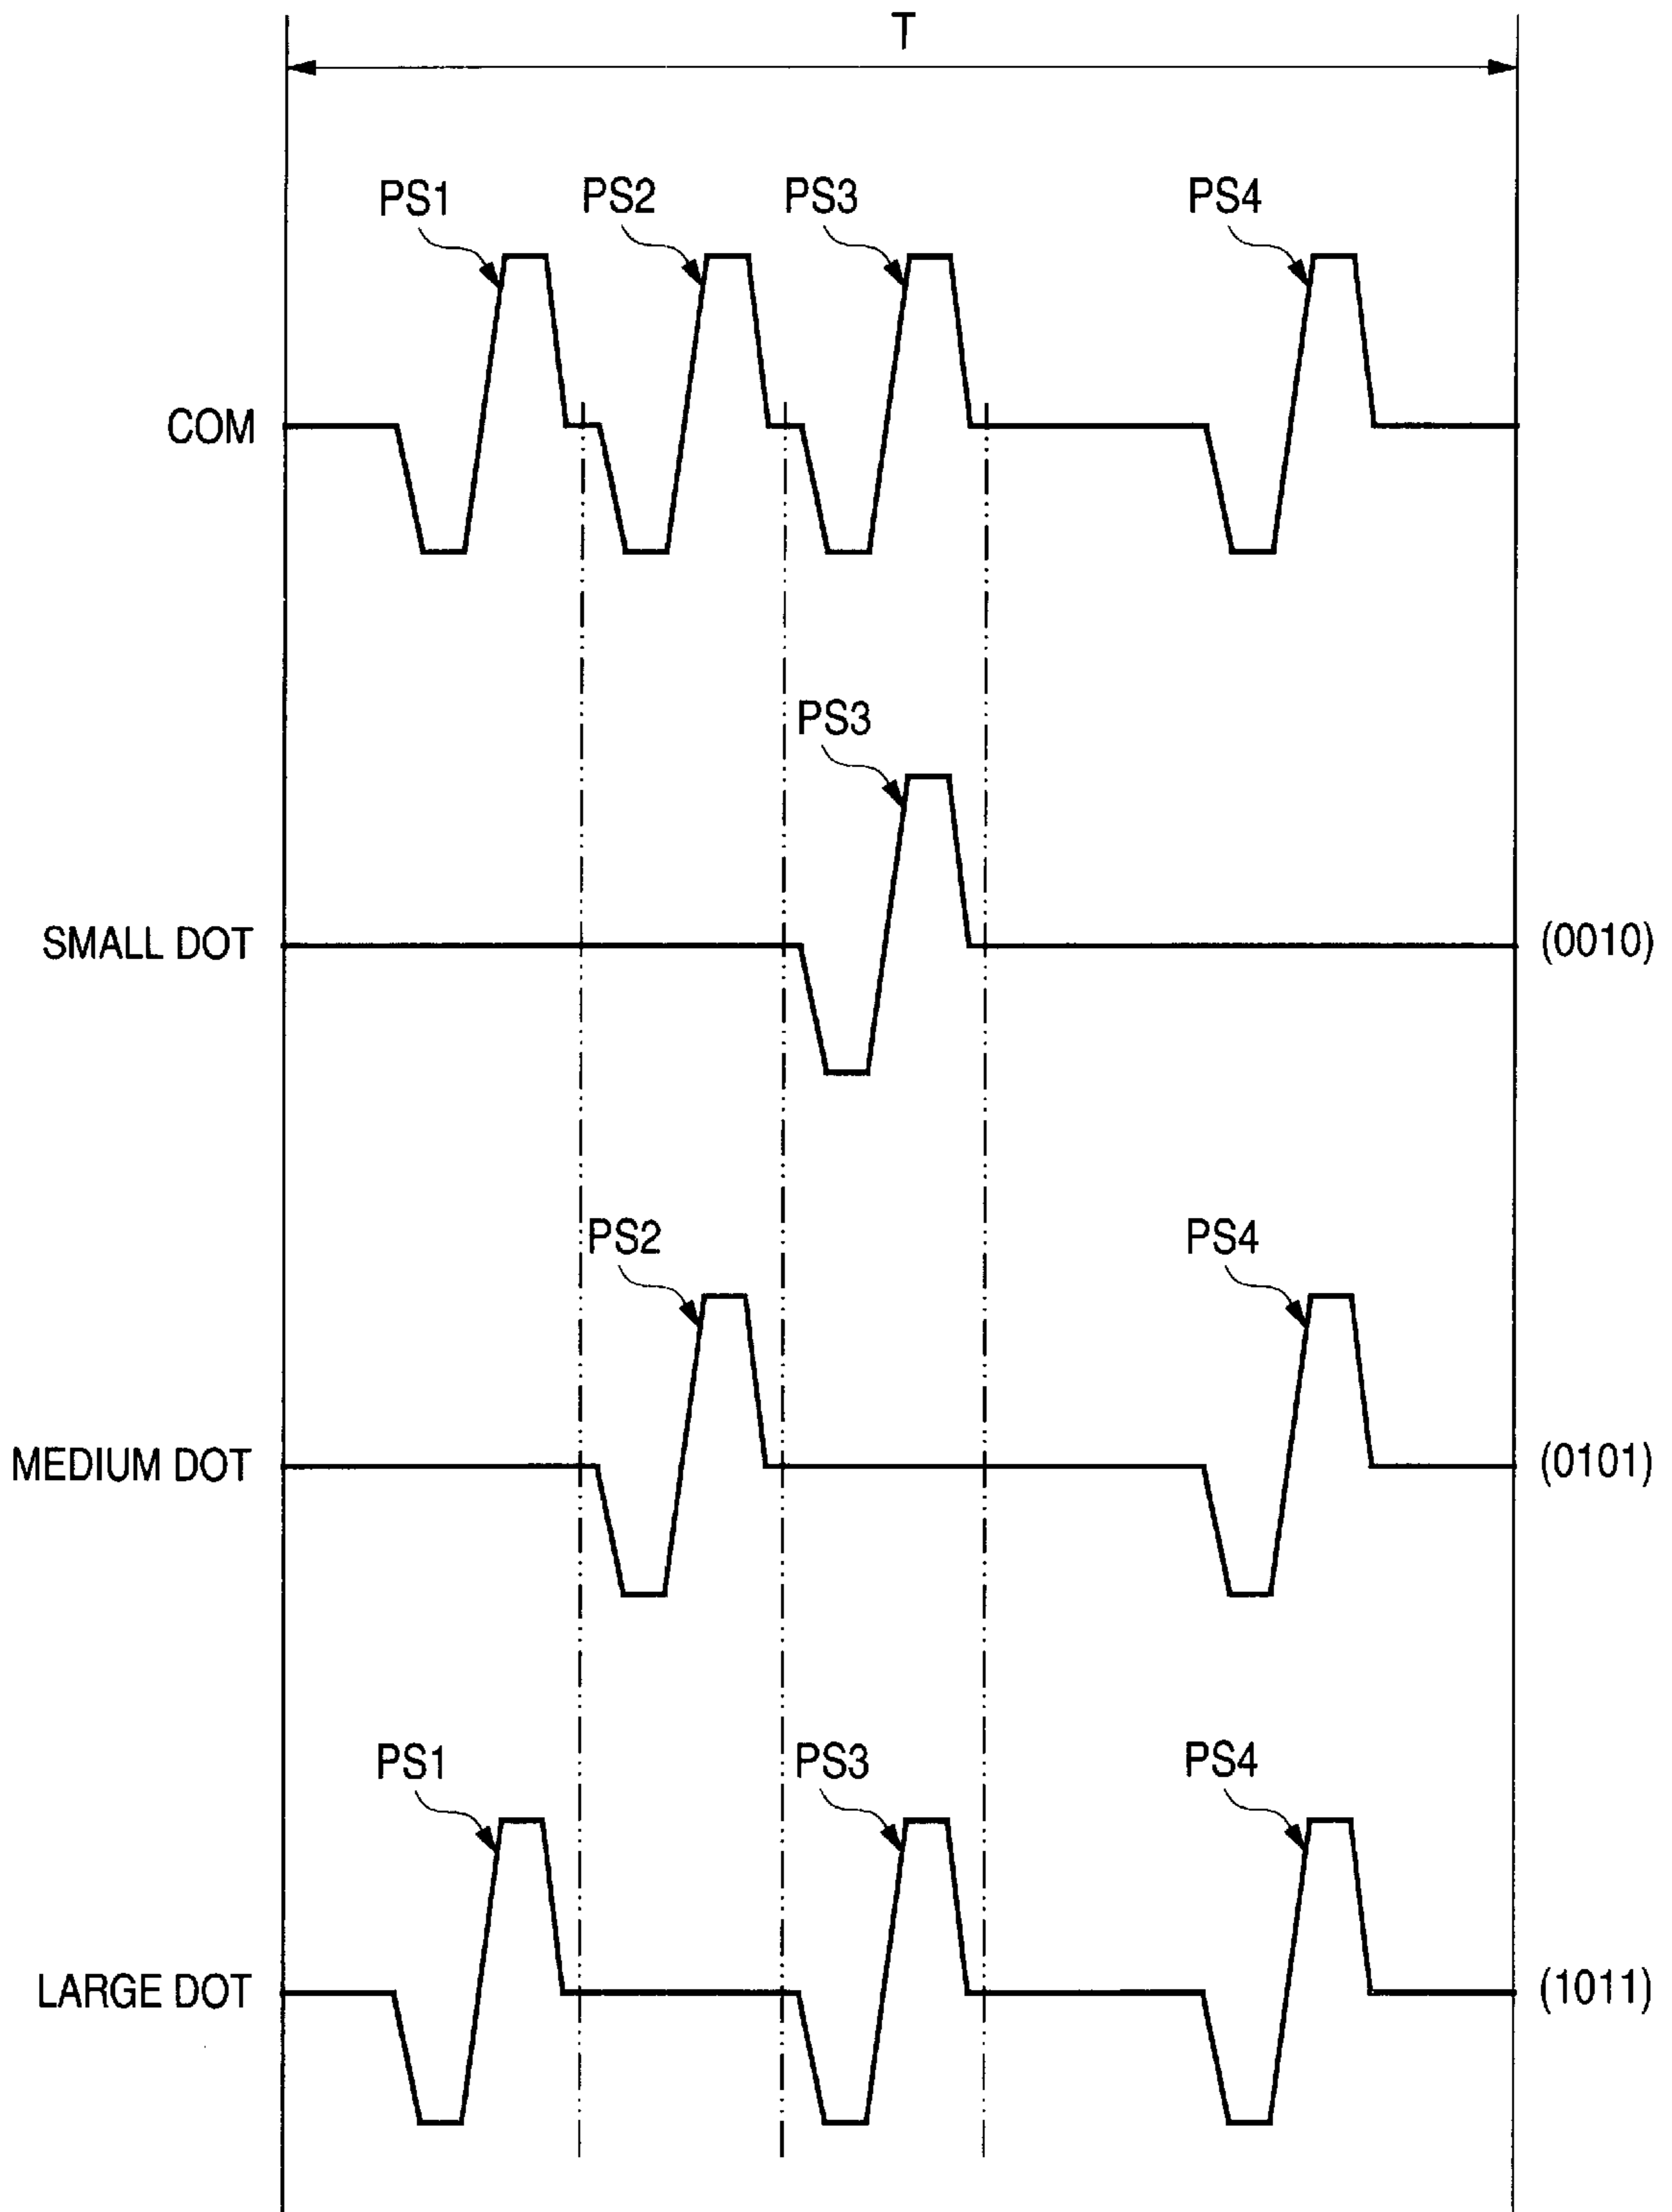 T
PS1 PS2 PS3 PS4
COM
PS3
SMALL DOT (0010)
PS2 PS4
MEDIUM DOT (0101)
PS1 PS3 PS4
LARGE DOT (1011)